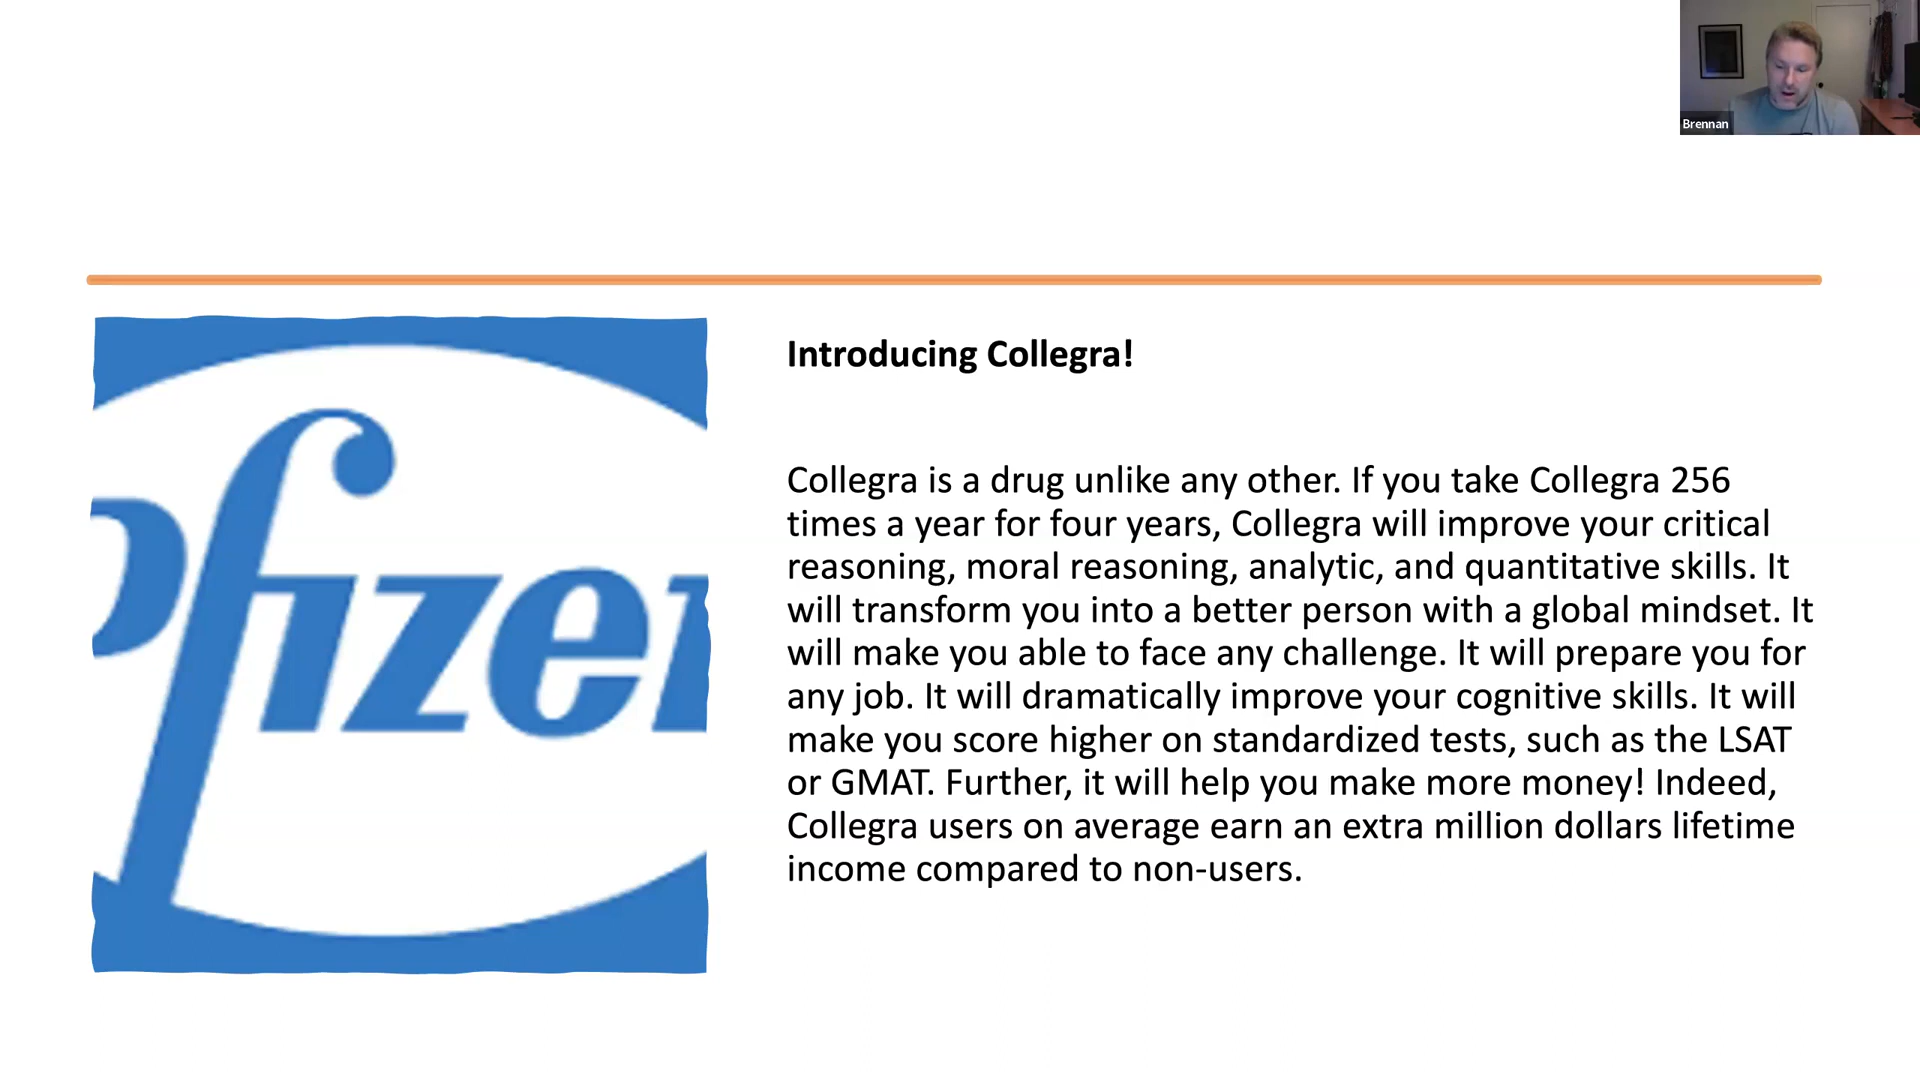 Brennan
Introducing Collegra!
Pfizer
Collegra is a drug unlike any other. If you take Collegra 256
times a year for four years, Collegra will improve your critical
reasoning, moral reasoning, analytic, and quantitative skills. It
will transform you into a better person with a global mindset. It
will make you able to face any challenge. It will prepare you for
any job. It will dramatically improve your cognitive skills. It will
make you score higher on standardized tests, such as the LSAT
or GMAT. Further, it will help you make more money! Indeed,
Collegra users on average earn an extra million dollars lifetime
income compared to non-users.